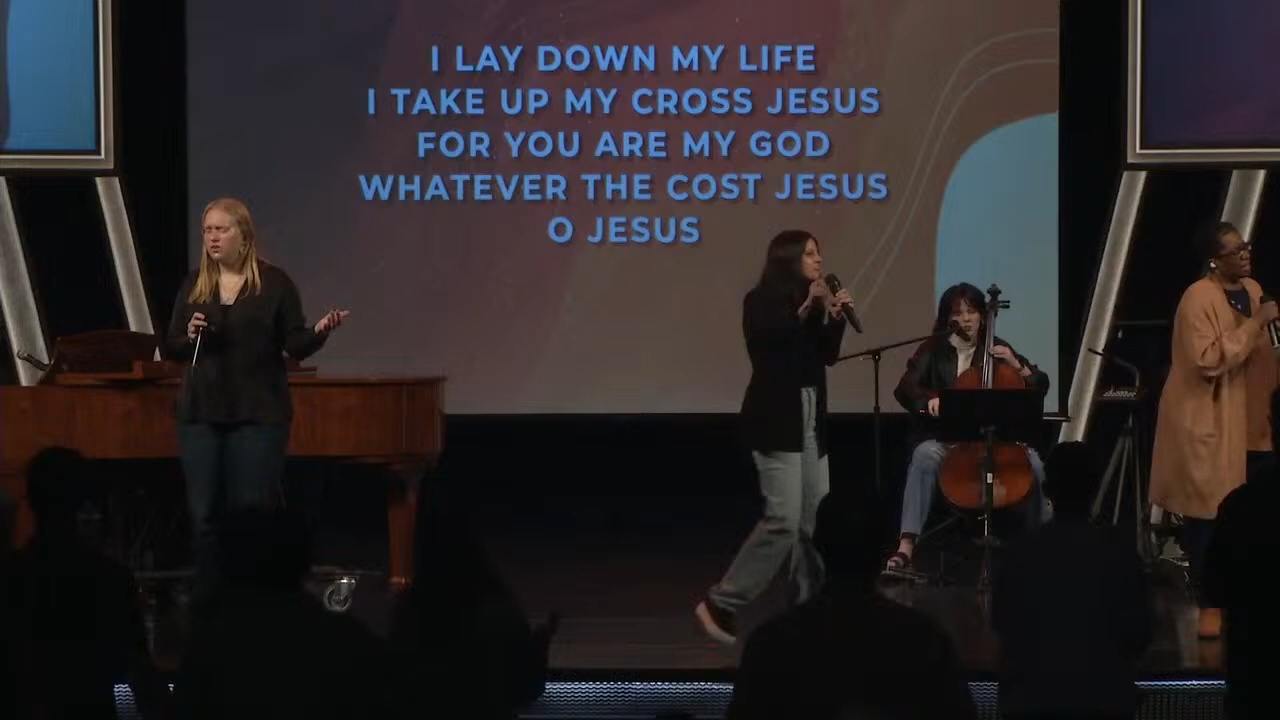 I LAY DOWN MY LIFE
I TAKE UP MY CROSS JESUS
FOR YOU ARE MY GOD
WHATEVER THE COST JESUS
O JESUS